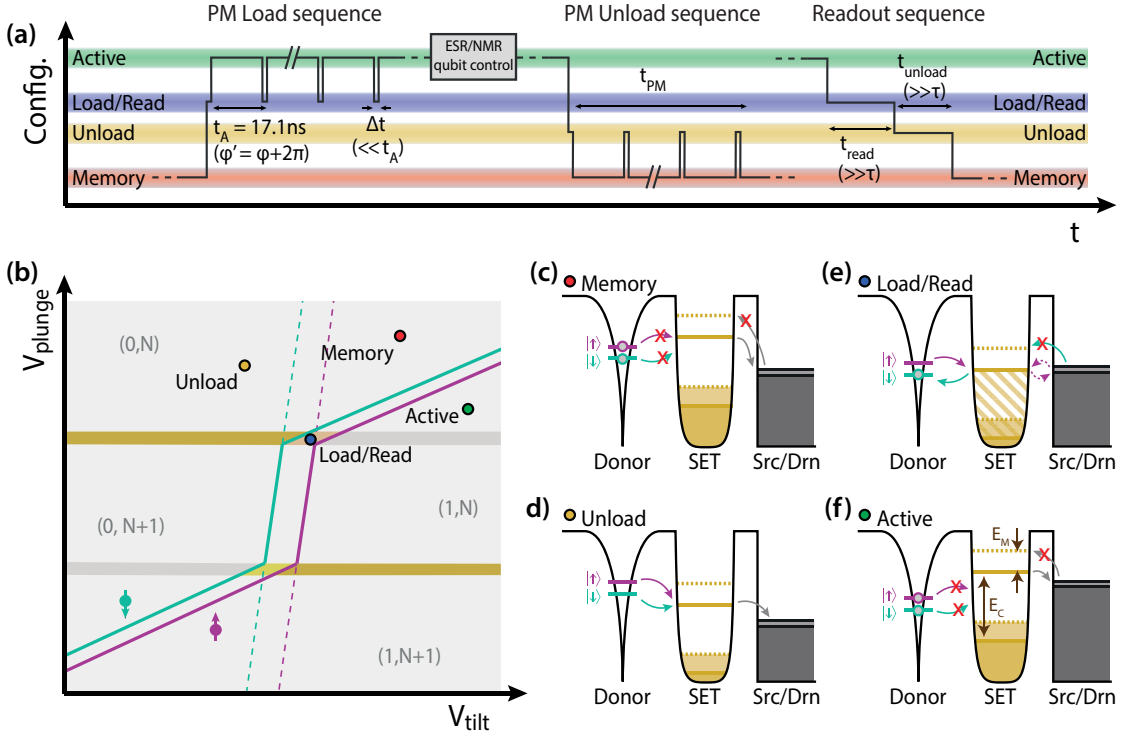 PM Load sequence
PM Unload sequence
Readout sequence
(a)
Config.
Active
Load/Read
Unload
Memory
t_A = 17.1ns
(φ'= φ+2π)
Δt
(<< t_A)
ESR/NMR
qubit control
t_PM
t_unload
(>>τ)
t_read
(>>τ)
Active
Load/Read
Unload
Memory
t
(b)
V_plunge
(0,N)
Memory
Unload
Active
Load/Read
(0, N+1)
(1,N)
(1,N+1)
V_tilt
(c)
Memory
|↑⟩
|↓⟩
X
X
X
Donor
SET
Src/Drn
(e)
Load/Read
|↑⟩
|↓⟩
X
Donor
SET
Src/Drn
d)
Unload
|↑⟩
|↓⟩
Donor
SET
Src/Drn
(f)
Active
E_M
|↑⟩
|↓⟩
X
X
X
E_C
Donor
SET
Src/Drn